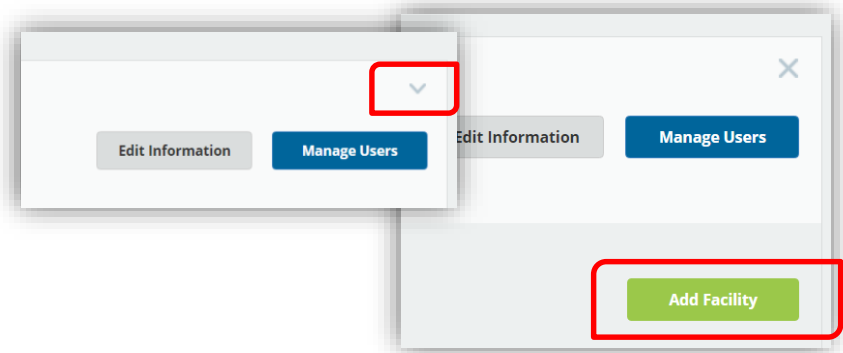 Edit Information
Manage Users
Edit Information
Manage Users
Add Facility